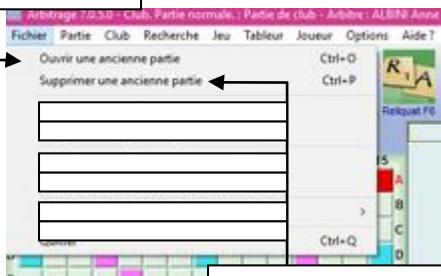 Arbitrage 7.0.5.0 - Club. Partie normale. : Partie de club - Arbitre : ALBINI Anne
Fichier Partie Club Recherche Jeu Tableur Joueur Options Aide ?
Ouvrir une ancienne partie Ctrl+O
Supprimer une ancienne partie Ctrl+P
R, A
Reliquat F6
15
A
B
>
C
Ctrl+Q
D